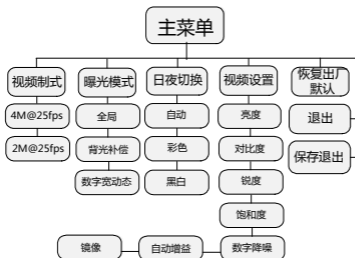 主菜单
视频制式
曝光模式
日夜切换
视频设置
恢复出厂
默认
4M@25fps
全局
自动
亮度
退出
2M@25fps
背光补偿
彩色
对比度
保存退出
数字宽动态
黑白
锐度
饱和度
镜像
自动增益
数字降噪